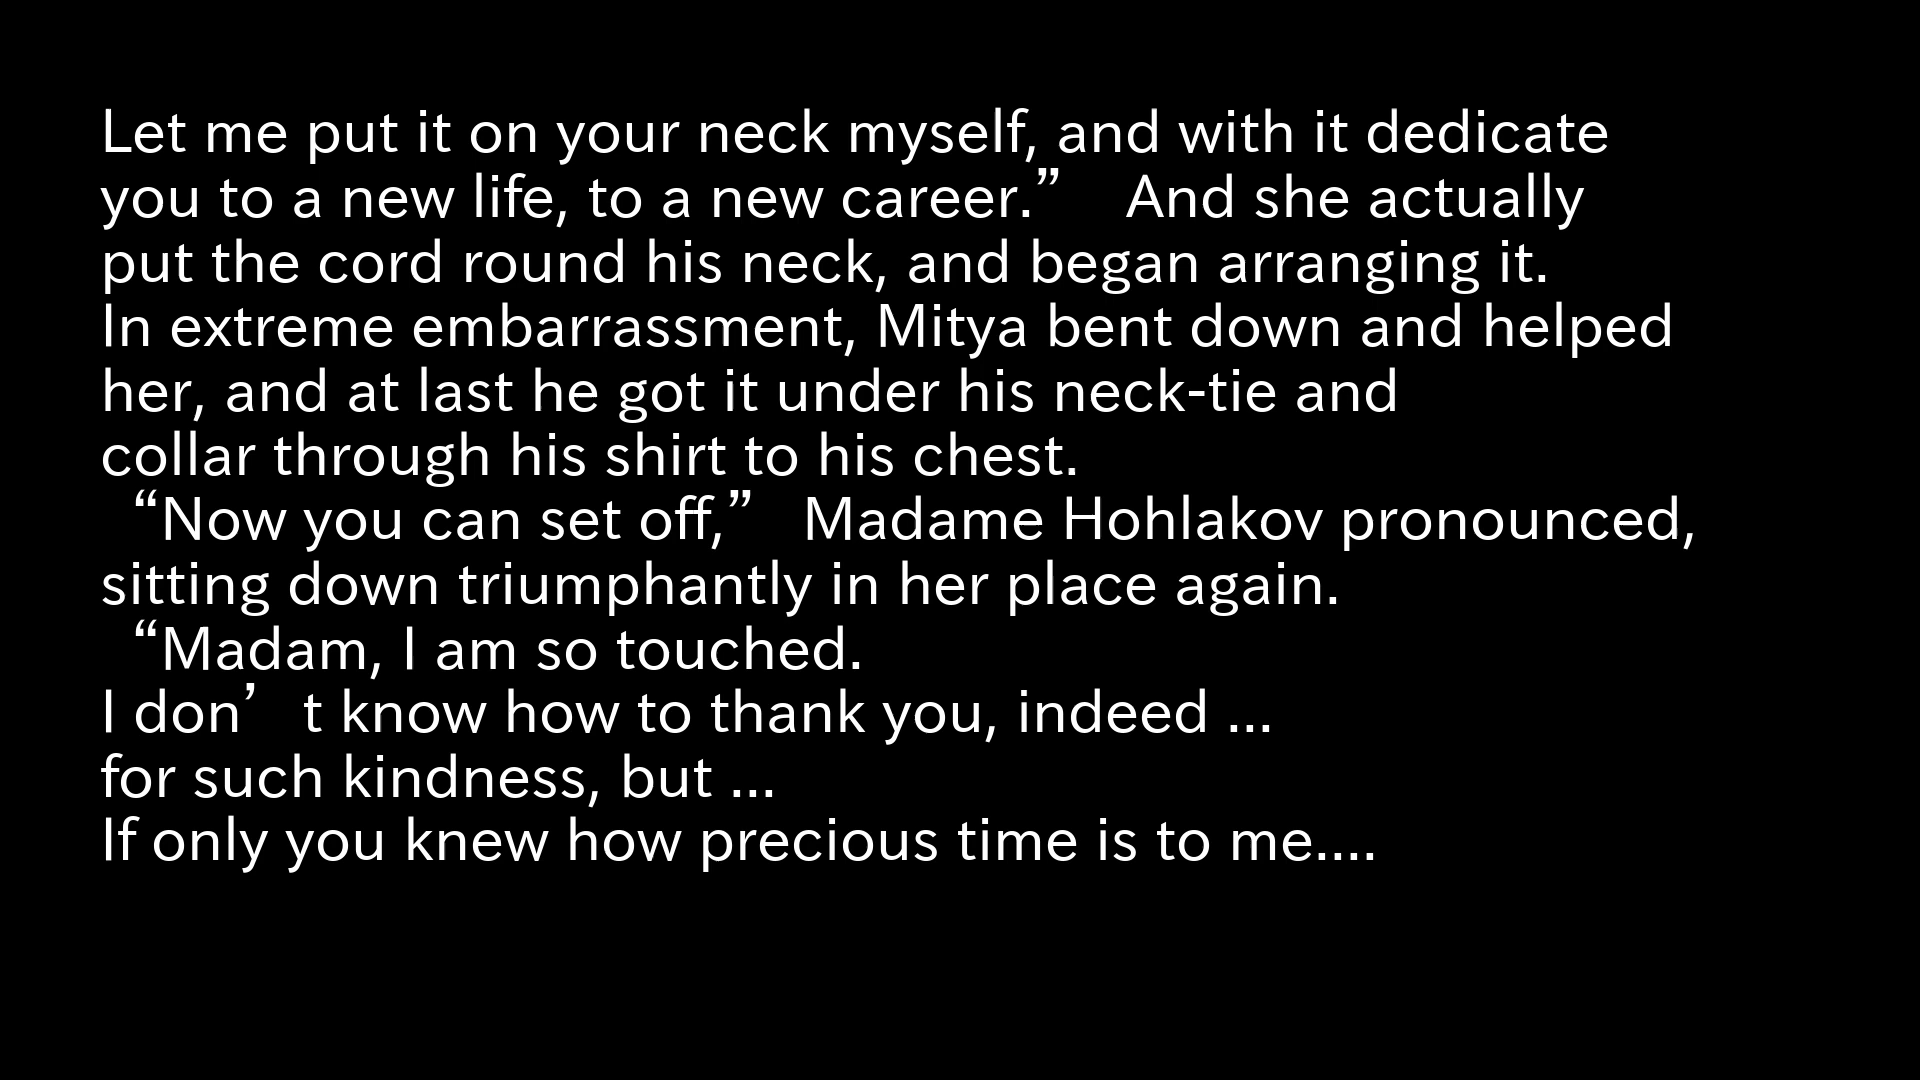 Let me put it on your neck myself, and with it dedicate
you to a new life, to a new career.” And she actually
put the cord round his neck, and began arranging it.
In extreme embarrassment, Mitya bent down and helped
her, and at last he got it under his neck-tie and
collar through his shirt to his chest.
“Now you can set off,” Madame Hohlakov pronounced,
sitting down triumphantly in her place again.
“Madam, I am so touched.
I don’t know how to thank you, indeed ...
for such kindness, but ...
If only you knew how precious time is to me....